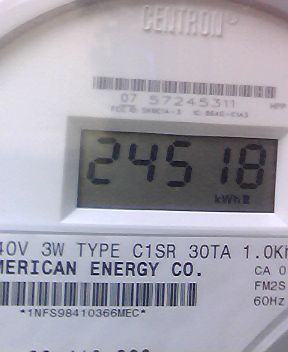 CENTRON®
07 57245311
24518
kWh
40V 3W TYPE C1SR 30TA 1.0K
MERICAN ENERGY CO.
CA 0
FM2S
60Hz
*1NFS98410366MEC*